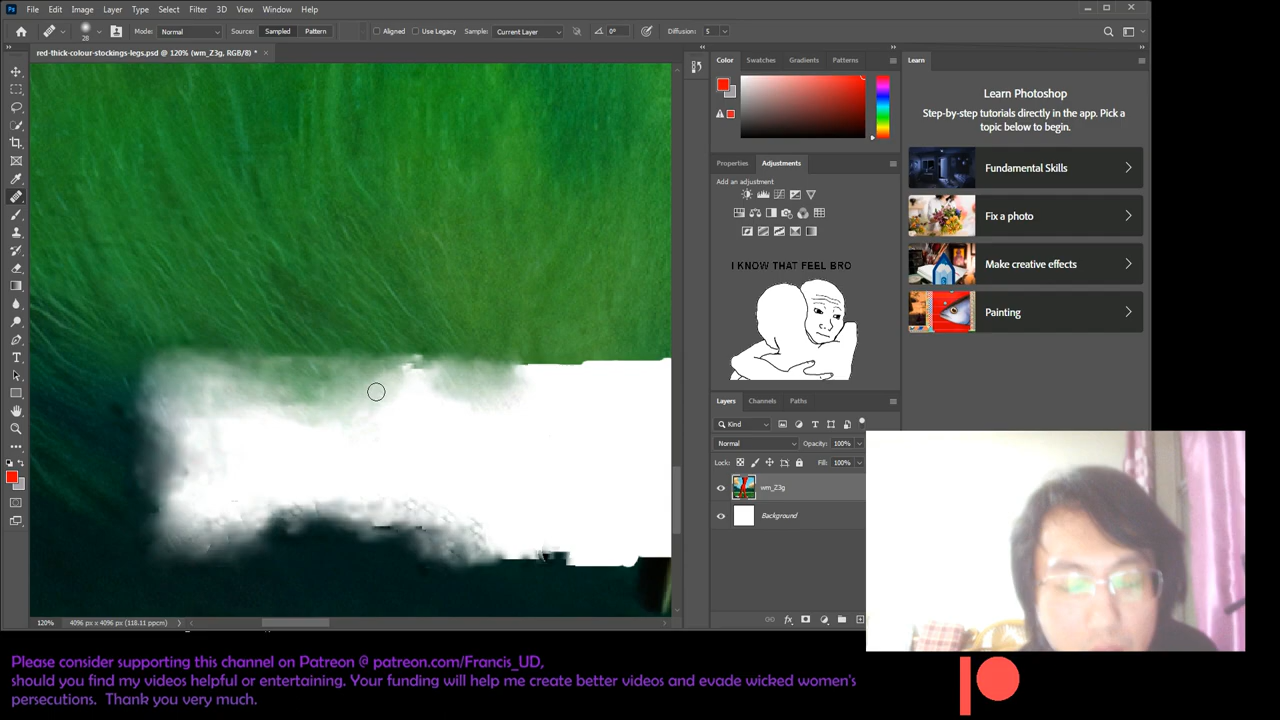 File Edit Image Layer Type Select Filter 3D View Window Help
28 Mode: Normal Source: Sampled Pattern Aligned Use Legacy Sample: Current Layer 0° Diffusion: 5
red-thick-colour-stockings-legs.psd @ 120% (wm_Z3g, RGB/8) *
Color Swatches Gradients Patterns
Learn
Learn Photoshop
Step-by-step tutorials directly in the app. Pick a
topic below to begin.
Fundamental Skills
Fix a photo
Make creative effects
Painting
Properties Adjustments
Add an adjustment
I KNOW THAT FEEL BRO
Layers Channels Paths
Kind
Normal Opacity: 100%
Lock: Fill: 100%
wm_Z3g
Background
120% 4096 px x 4096 px (118.11 ppcm)
Please consider supporting this channel on Patreon @ patreon.com/Francis_UD,
should you find my videos helpful or entertaining. Your funding will help me create better videos and evade wicked women's
persecutions. Thank you very much.